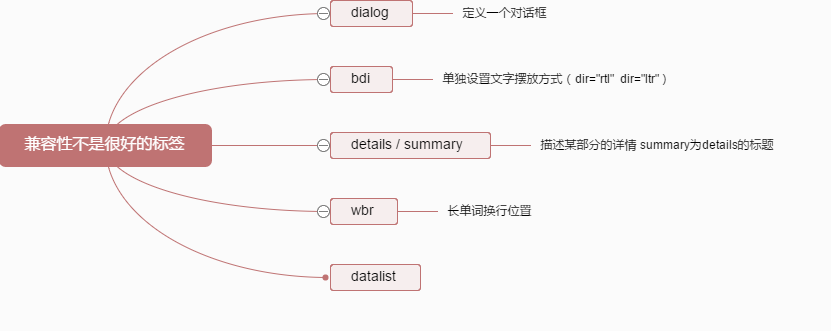 dialog
定义一个对话框
bdi
单独设置文字摆放方式（dir="rtl" dir="ltr"）
兼容性不是很好的标签
details / summary
描述某部分的详情 summary为details的标题
wbr
长单词换行位置
datalist